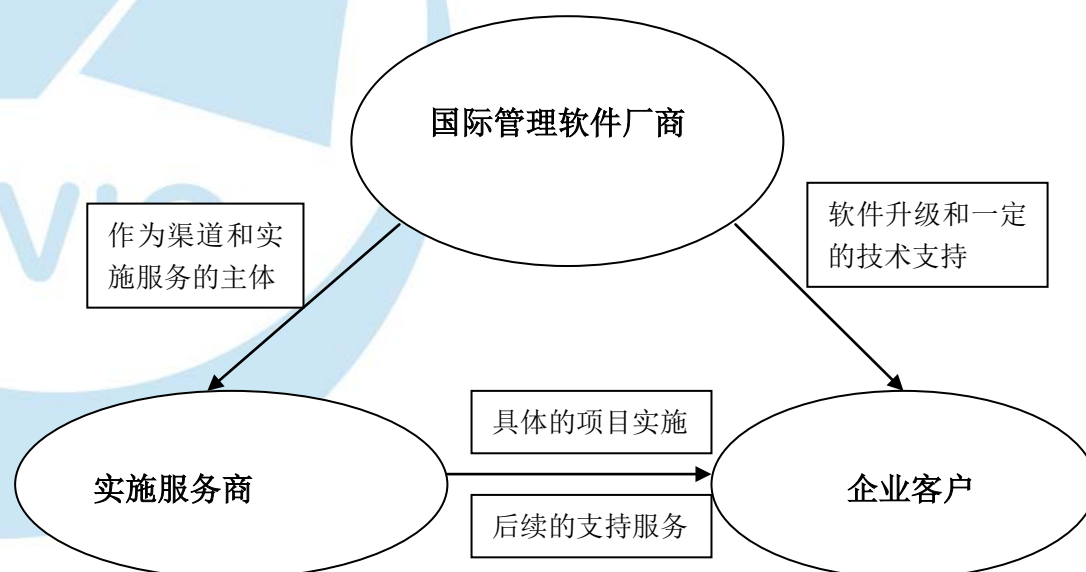 国际管理软件厂商
作为渠道和实
施服务的主体
软件升级和一定
的技术支持
具体的项目实施
实施服务商
企业客户
后续的支持服务